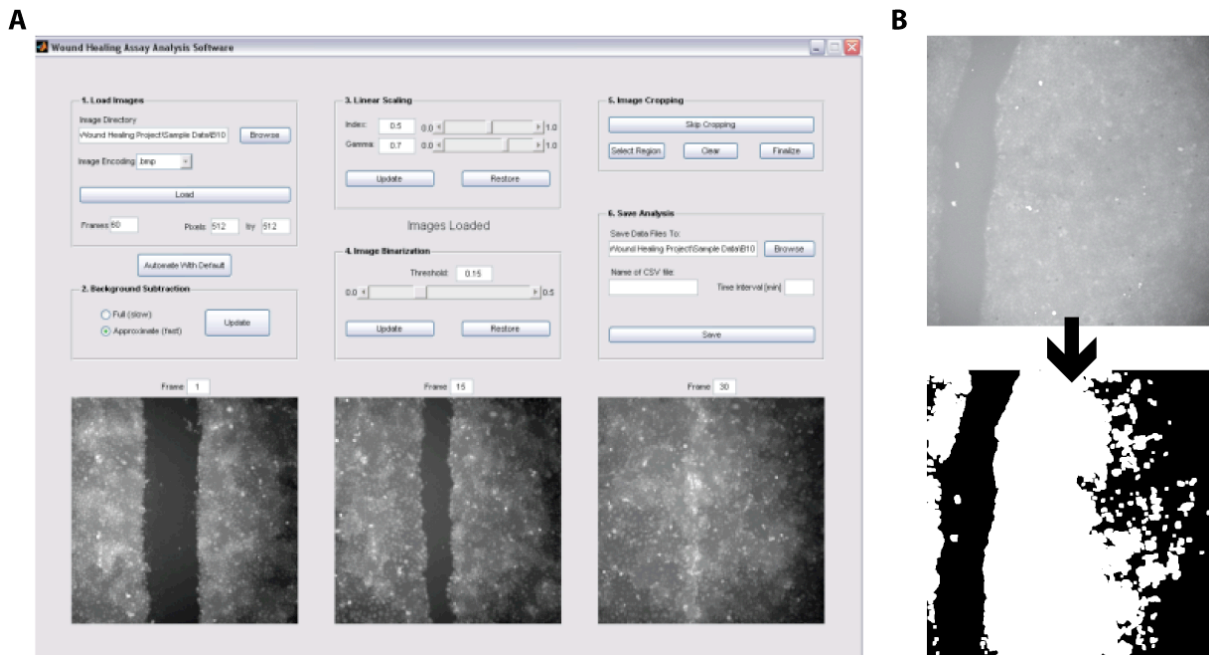 A
B
Wound Healing Assay Analysis Software
1. Load Images
Image Directory
Wound Healing Project\Sample Data\B10
Browse
Image Encoding .bmp
Load
Frames: 60 Pixels: 512 by 512
Automate With Default
2. Background Subtraction
Full (slow)
Approximate (fast)
Update
3. Linear Scaling
Index: 0.5 0.0 1.0
Gamma: 0.7 0.0 1.0
Update Restore
Images Loaded
4. Image Binarization
Threshold: 0.15
0.0 0.5
Update Restore
5. Image Cropping
Skip Cropping
Select Region Clear Finalize
6. Save Analysis
Save Data Files To:
Wound Healing Project\Sample Data\B10 Browse
Name of CSV file:
Time Interval [min]
Save
Frame 1
Frame 15
Frame 30